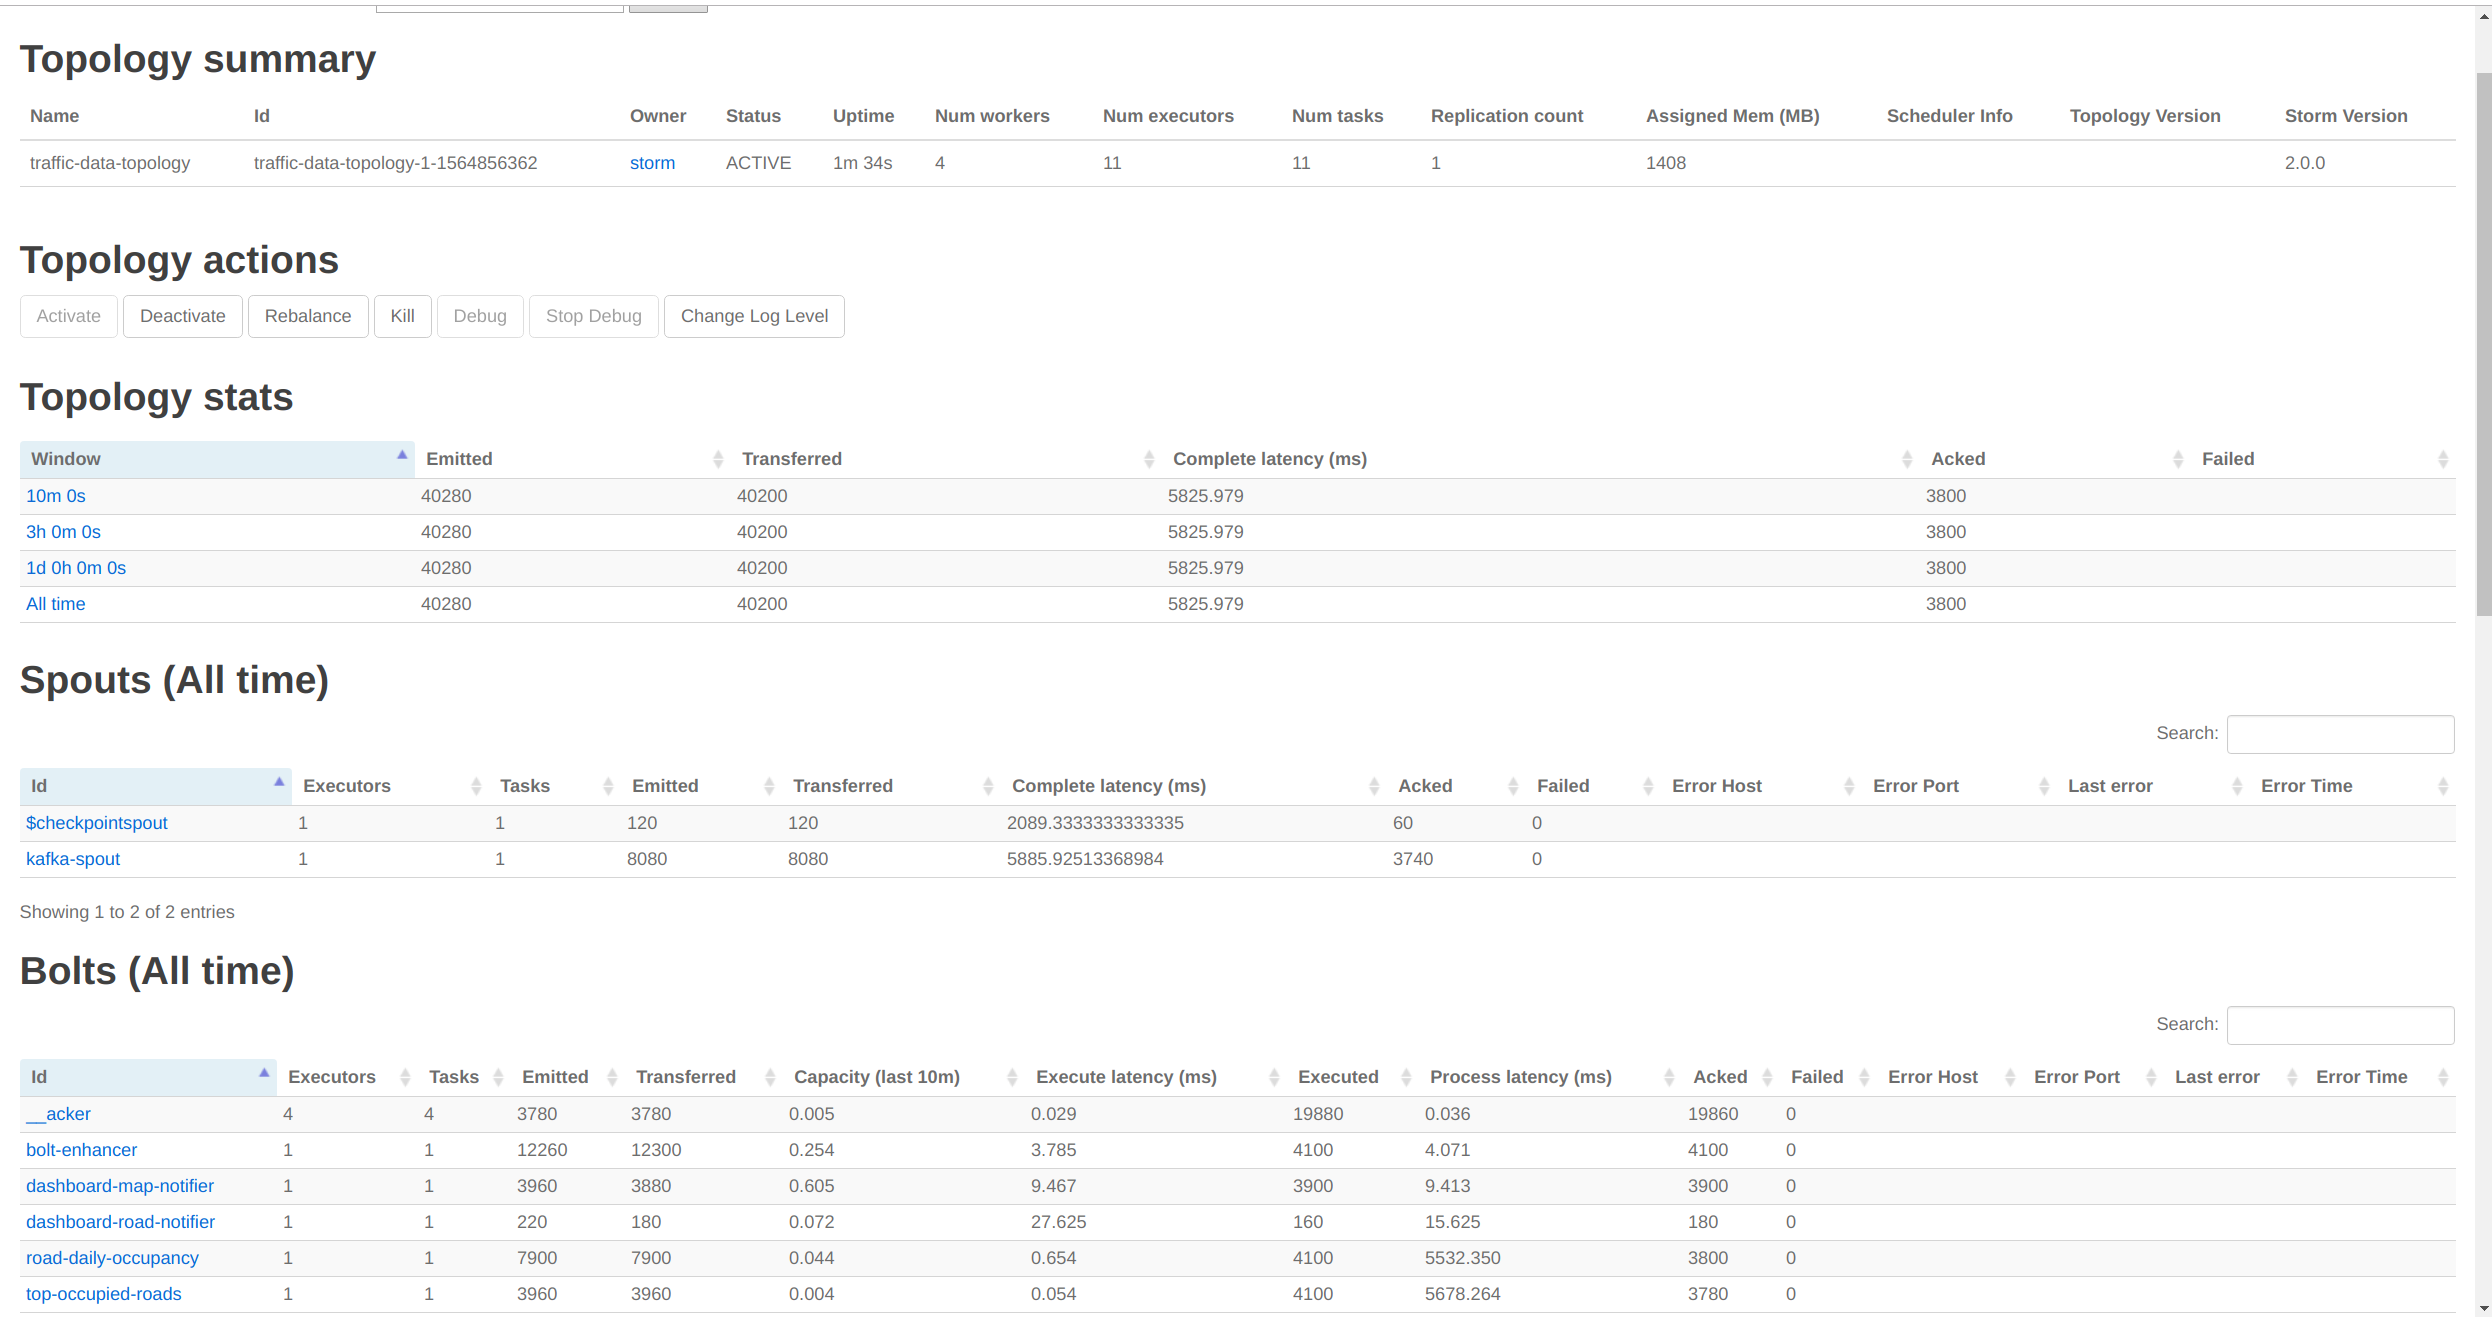 Topology summary
Name Id Owner Status Uptime Num workers Num executors Num tasks Replication count Assigned Mem (MB) Scheduler Info Topology Version Storm Version
traffic-data-topology traffic-data-topology-1-1564856362 storm ACTIVE 1m 34s 4 11 11 1 1408 2.0.0
Topology actions
Activate Deactivate Rebalance Kill Debug Stop Debug Change Log Level
Topology stats
Window Emitted Transferred Complete latency (ms) Acked Failed
10m 0s 40280 40200 5825.979 3800
3h 0m 0s 40280 40200 5825.979 3800
1d 0h 0m 0s 40280 40200 5825.979 3800
All time 40280 40200 5825.979 3800
Spouts (All time)
Search:
Id Executors Tasks Emitted Transferred Complete latency (ms) Acked Failed Error Host Error Port Last error Error Time
$checkpointspout 1 1 120 120 2089.3333333333335 60 0
kafka-spout 1 1 8080 8080 5885.92513368984 3740 0
Showing 1 to 2 of 2 entries
Bolts (All time)
Search:
Id Executors Tasks Emitted Transferred Capacity (last 10m) Execute latency (ms) Executed Process latency (ms) Acked Failed Error Host Error Port Last error Error Time
__acker 4 4 3780 3780 0.005 0.029 19880 0.036 19860 0
bolt-enhancer 1 1 12260 12300 0.254 3.785 4100 4.071 4100 0
dashboard-map-notifier 1 1 3960 3880 0.605 9.467 3900 9.413 3900 0
dashboard-road-notifier 1 1 220 180 0.072 27.625 160 15.625 180 0
road-daily-occupancy 1 1 7900 7900 0.044 0.654 4100 5532.350 3800 0
top-occupied-roads 1 1 3960 3960 0.004 0.054 4100 5678.264 3780 0